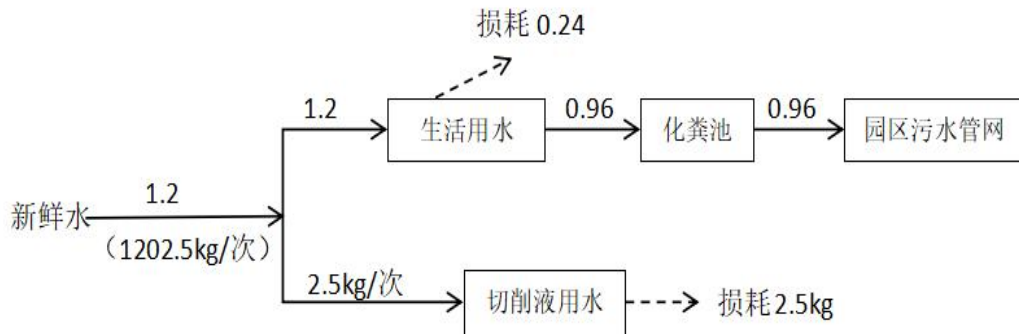 损耗 0.24
1.2
生活用水
0.96
化粪池
0.96
园区污水管网
新鲜水
1.2
（1202.5kg/次）
2.5kg/次
切削液用水
损耗 2.5kg